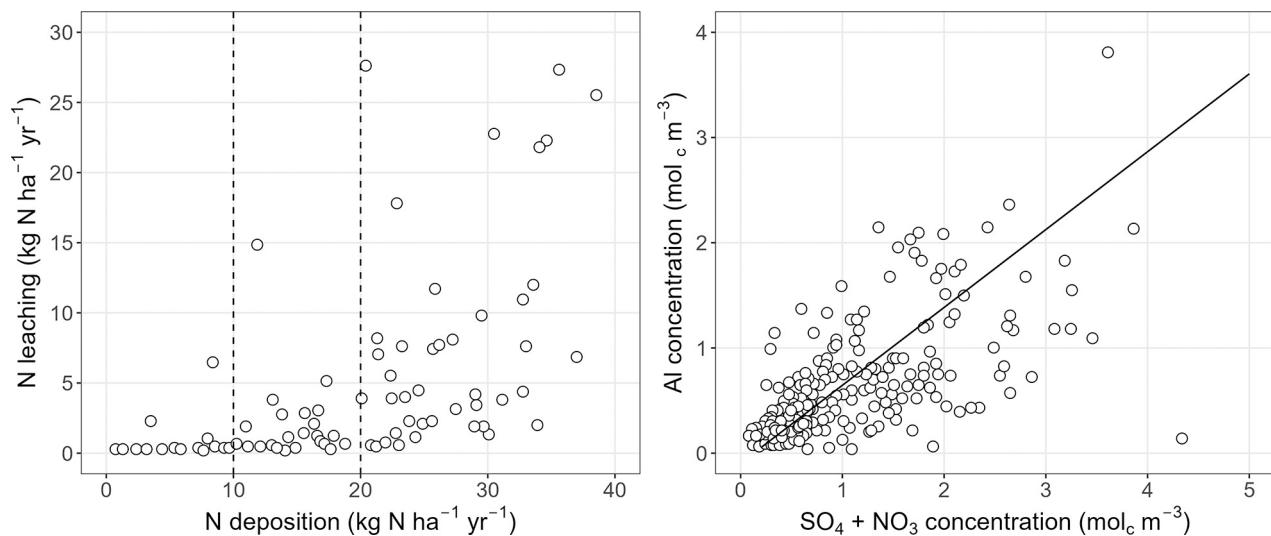 N leaching (kg N ha⁻¹ yr⁻¹)
30
25
20
15
10
5
0
0 10 20 30 40
N deposition (kg N ha⁻¹ yr⁻¹)
Al concentration (mol c m⁻³)
4
3
2
1
0
0 1 2 3 4 5
SO₄ + NO₃ concentration (molc m⁻³)